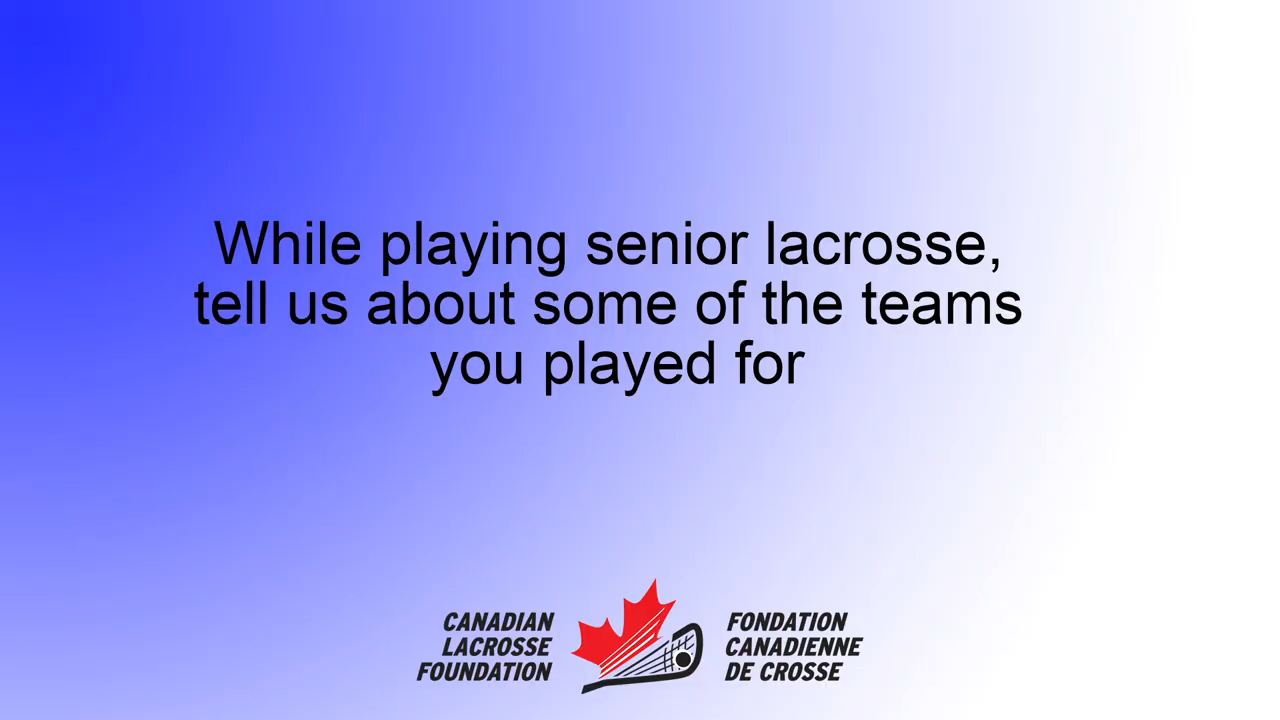 While playing senior lacrosse,
tell us about some of the teams
you played for
CANADIAN
LACROSSE
FOUNDATION
FONDATION
CANADIENNE
DE CROSSE